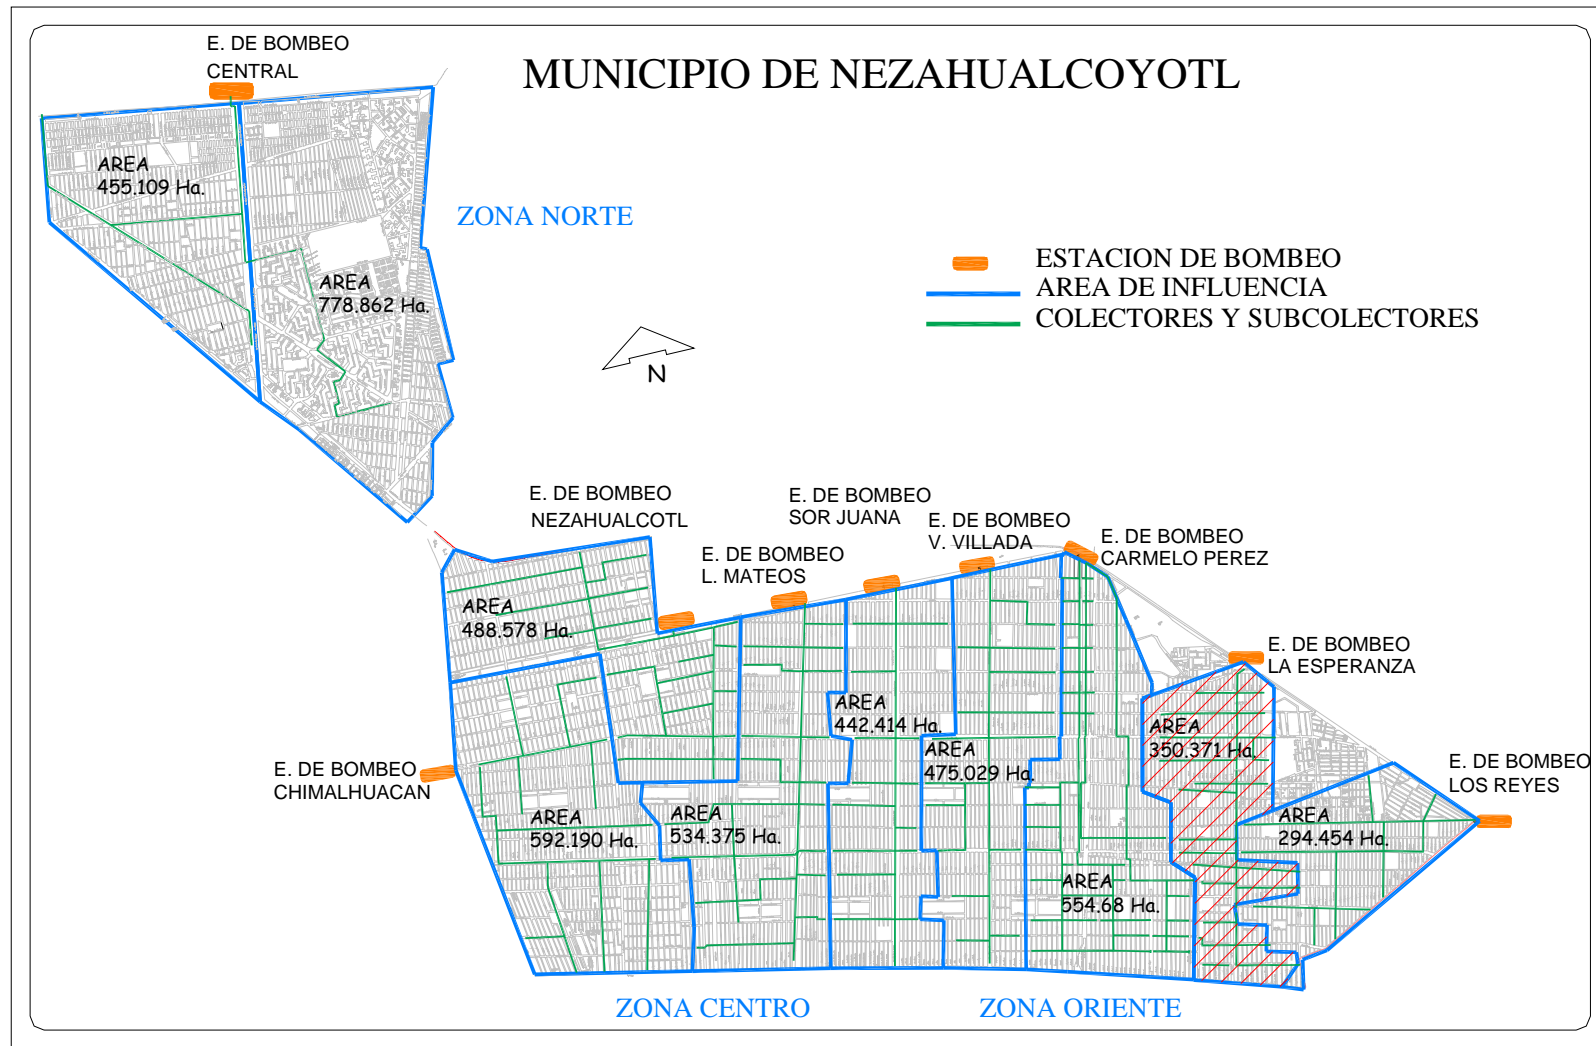 E. DE BOMBEO
CENTRAL
MUNICIPIO DE NEZAHUALCOYOTL
AREA
455.109 Ha.
ZONA NORTE
AREA
778.862 Ha.
ESTACION DE BOMBEO
AREA DE INFLUENCIA
COLECTORES Y SUBCOLECTORES
N
E. DE BOMBEO
NEZAHUALCOTL
E. DE BOMBEO
SOR JUANA
E. DE BOMBEO
V. VILLADA
E. DE BOMBEO
L. MATEOS
E. DE BOMBEO
CARMELO PEREZ
AREA
488.578 Ha.
E. DE BOMBEO
LA ESPERANZA
AREA
442.414 Ha.
AREA
350.371 Ha.
AREA
475.029 Ha.
E. DE BOMBEO
LOS REYES
E. DE BOMBEO
CHIMALHUACAN
AREA
592.190 Ha.
AREA
534.375 Ha.
AREA
294.454 Ha.
AREA
554.68 Ha.
ZONA CENTRO
ZONA ORIENTE